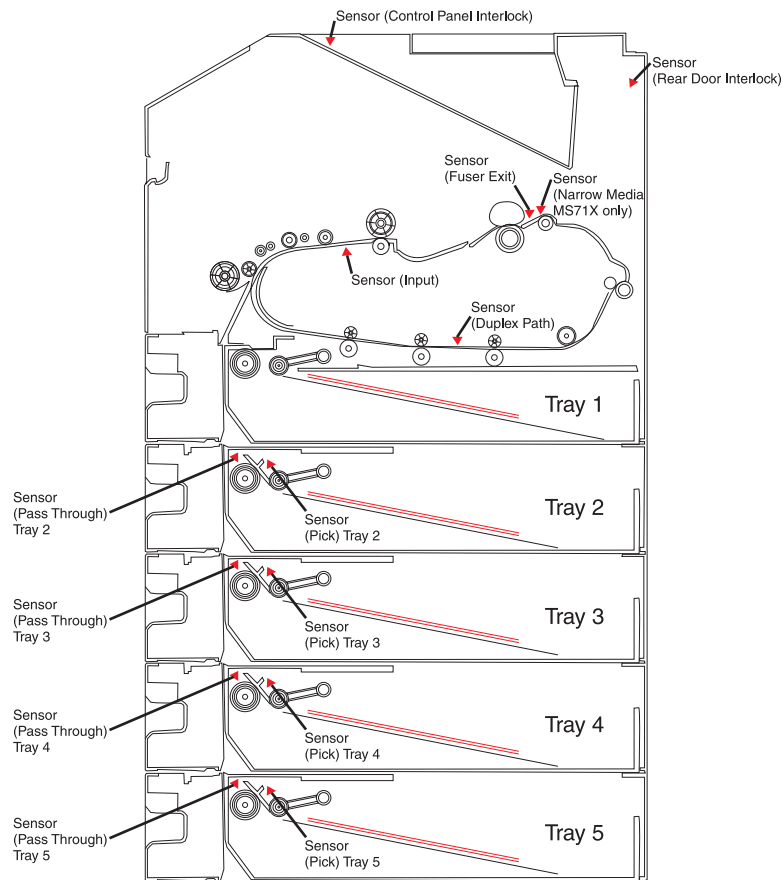 Sensor (Control Panel Interlock)
Sensor
(Rear Door Interlock)
Sensor
(Fuser Exit)
Sensor
(Narrow Media
MS71X only)
Sensor (Input)
Sensor
(Duplex Path)
Tray 1
Sensor
(Pass Through)
Tray 2
Sensor
(Pick) Tray 2
Tray 2
Sensor
(Pass Through)
Tray 3
Sensor
(Pick) Tray 3
Tray 3
Sensor
(Pass Through)
Tray 4
Sensor
(Pick) Tray 4
Tray 4
Sensor
(Pass Through)
Tray 5
Sensor
(Pick) Tray 5
Tray 5